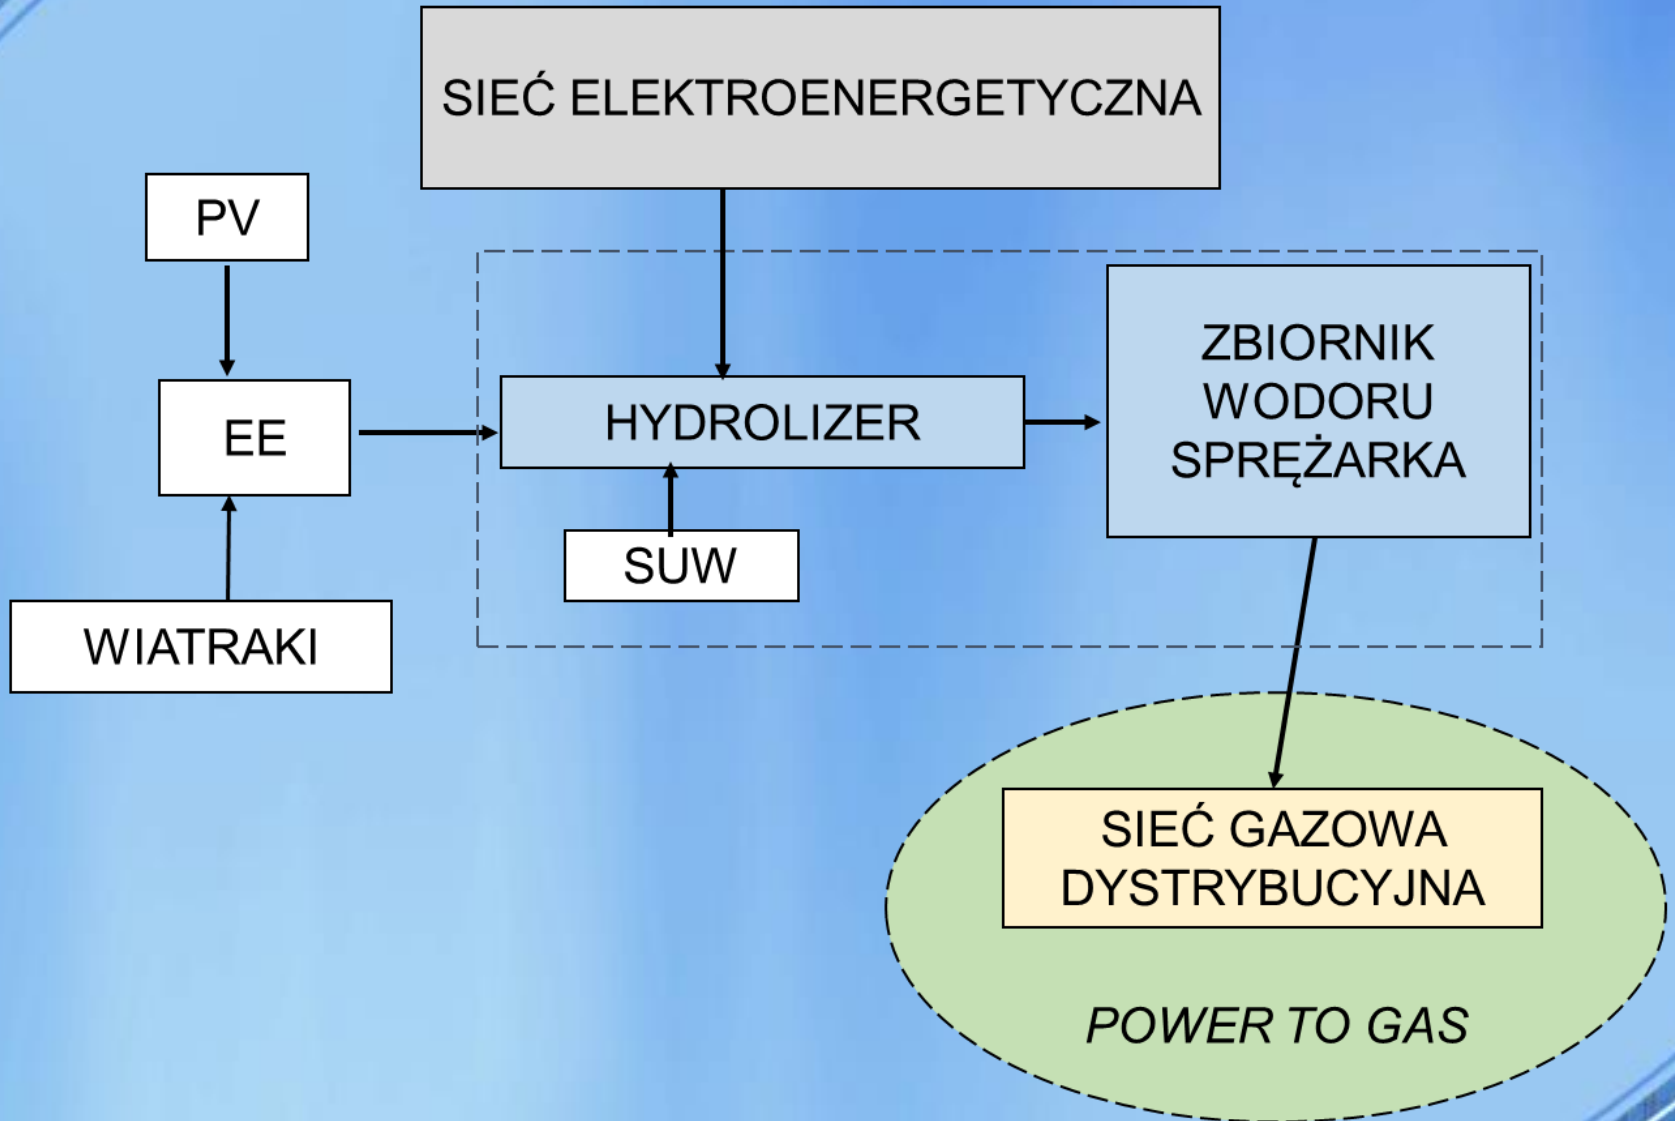 SIEĆ ELEKTROENERGETYCZNA
PV
EE
WIATRAKI
HYDROLIZER
SUW
ZBIORNIK
WODORU
SPRĘŻARKA
SIEĆ GAZOWA
DYSTRYBUCYJNA
POWER TO GAS